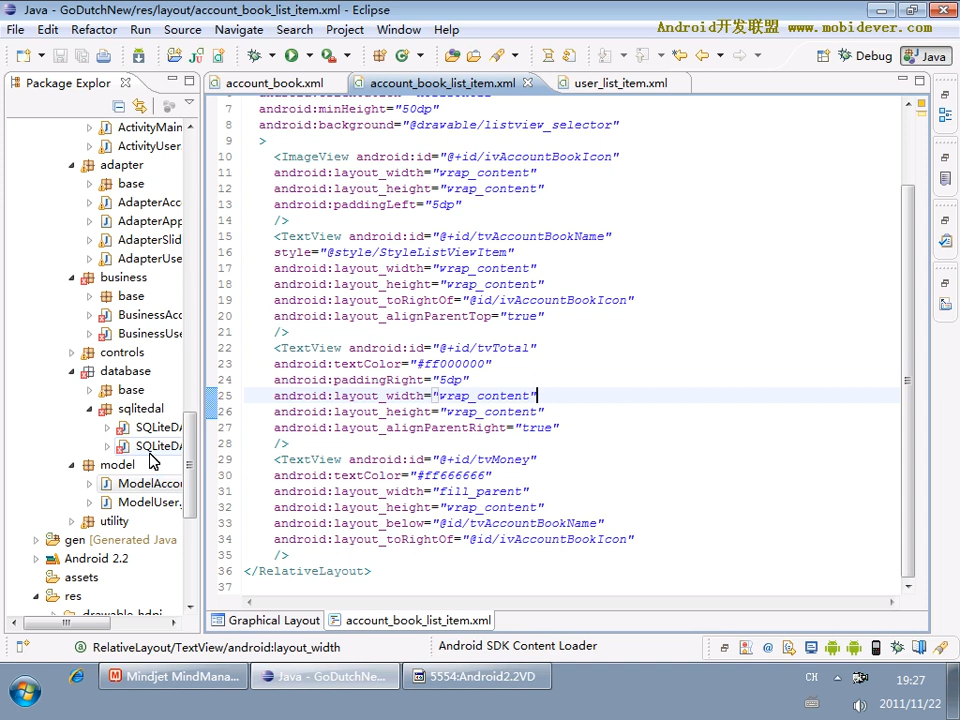 Java - GoDutchNew/res/layout/account_book_list_item.xml - Eclipse
Android开发联盟 www.mobidever.com
File Edit Refactor Run Source Navigate Search Project Window Help
Debug Java
Package Explor
account_book.xml account_book_list_item.xml user_list_item.xml
ActivityMain
ActivityUser
adapter
base
AdapterAcc
AdapterApp
AdapterSlid
AdapterUse
business
base
BusinessAcc
BusinessUse
controls
database
base
sqlitedal
SQLiteDA
SQLiteDA
model
ModelAccou
ModelUser.
utility
gen [Generated Java
Android 2.2
assets
res
drawable-hdpi
7 android:minHeight="50dp"
8 android:background="@drawable/listview_selector"
9 >
10 <ImageView android:id="@+id/ivAccountBookIcon"
11 android:layout_width="wrap_content"
12 android:layout_height="wrap_content"
13 android:paddingLeft="5dp"
14 />
15 <TextView android:id="@+id/tvAccountBookName"
16 style="@style/StyleListViewItem"
17 android:layout_width="wrap_content"
18 android:layout_height="wrap_content"
19 android:layout_toRightOf="@id/ivAccountBookIcon"
20 android:layout_alignParentTop="true"
21 />
22 <TextView android:id="@+id/tvTotal"
23 android:textColor="#ff000000"
24 android:paddingRight="5dp"
25 android:layout_width="wrap_content"
26 android:layout_height="wrap_content"
27 android:layout_alignParentRight="true"
28 />
29 <TextView android:id="@+id/tvMoney"
30 android:textColor="#ff666666"
31 android:layout_width="fill_parent"
32 android:layout_height="wrap_content"
33 android:layout_below="@id/tvAccountBookName"
34 android:layout_toRightOf="@id/ivAccountBookIcon"
35 />
36 </RelativeLayout>
37
Graphical Layout account_book_list_item.xml
RelativeLayout/TextView/android:layout_width
Android SDK Content Loader
Mindjet MindMana...
Java - GoDutchNe...
5554:Android2.2VD
CH
19:27
2011/11/22